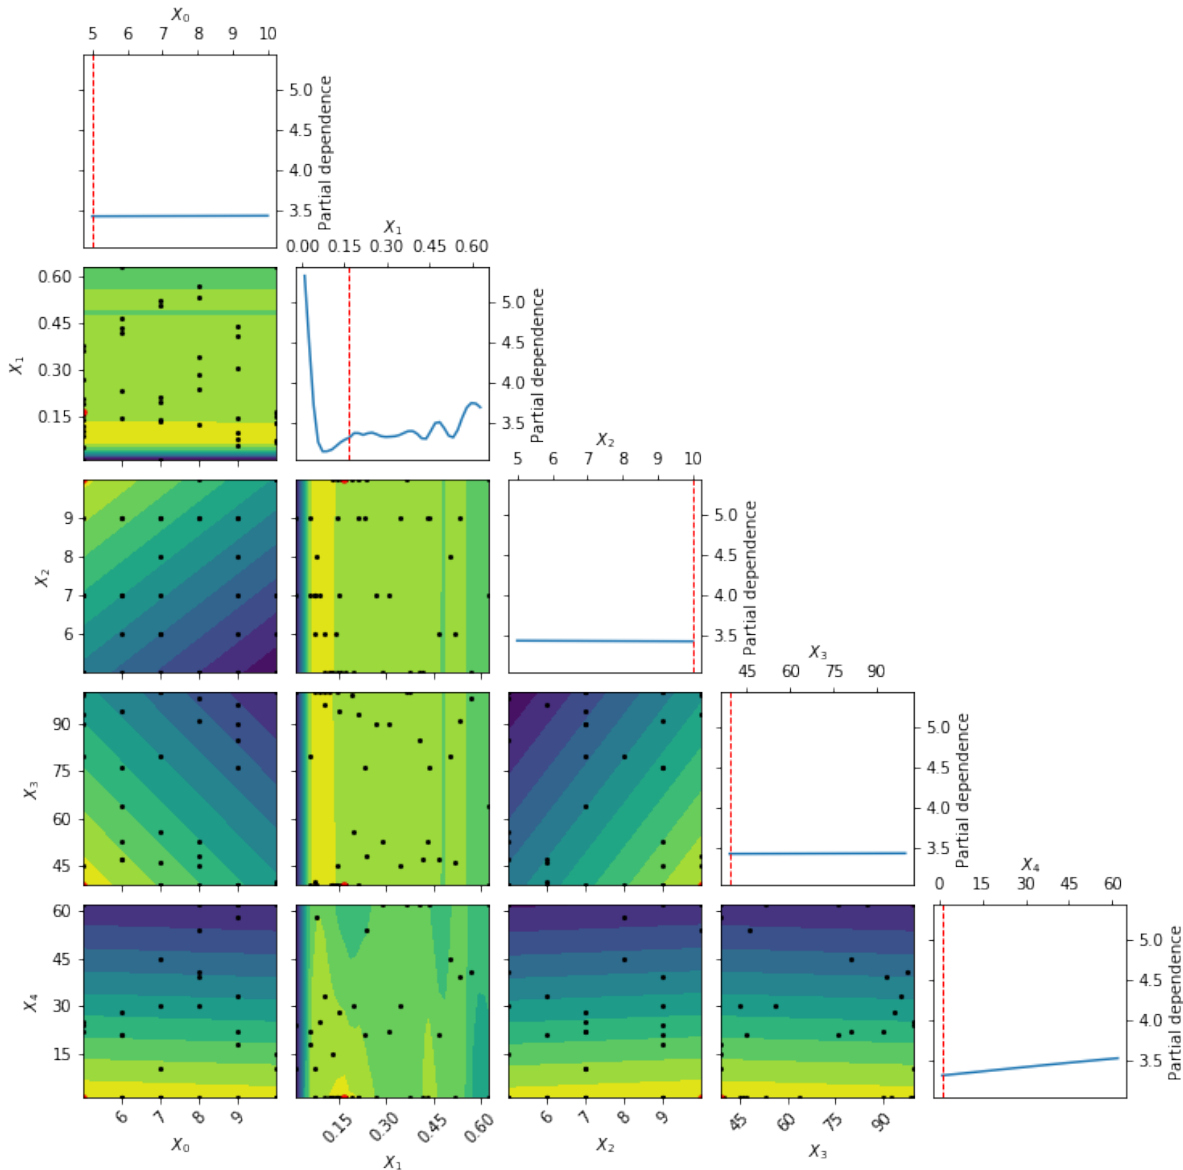 X₀
5 6 7 8 9 10
5.0
4.5
4.0
3.5
Partial dependence
X₁
0.00 0.15 0.30 0.45 0.60
0.60
0.45
0.30
0.15
X₁
5.0
4.5
4.0
3.5
Partial dependence
X₂
5 6 7 8 9 10
9
8
7
6
X₂
5.0
4.5
4.0
3.5
Partial dependence
X₃
45 60 75 90
90
75
60
45
X₃
5.0
4.5
4.0
3.5
Partial dependence
X₄
0 15 30 45 60
60
45
30
15
X₄
5.0
4.5
4.0
3.5
Partial dependence
6 7 8 9
X₀
0.15 0.30 0.45 0.60
X₁
6 7 8 9
X₂
45 60 75 90
X₃